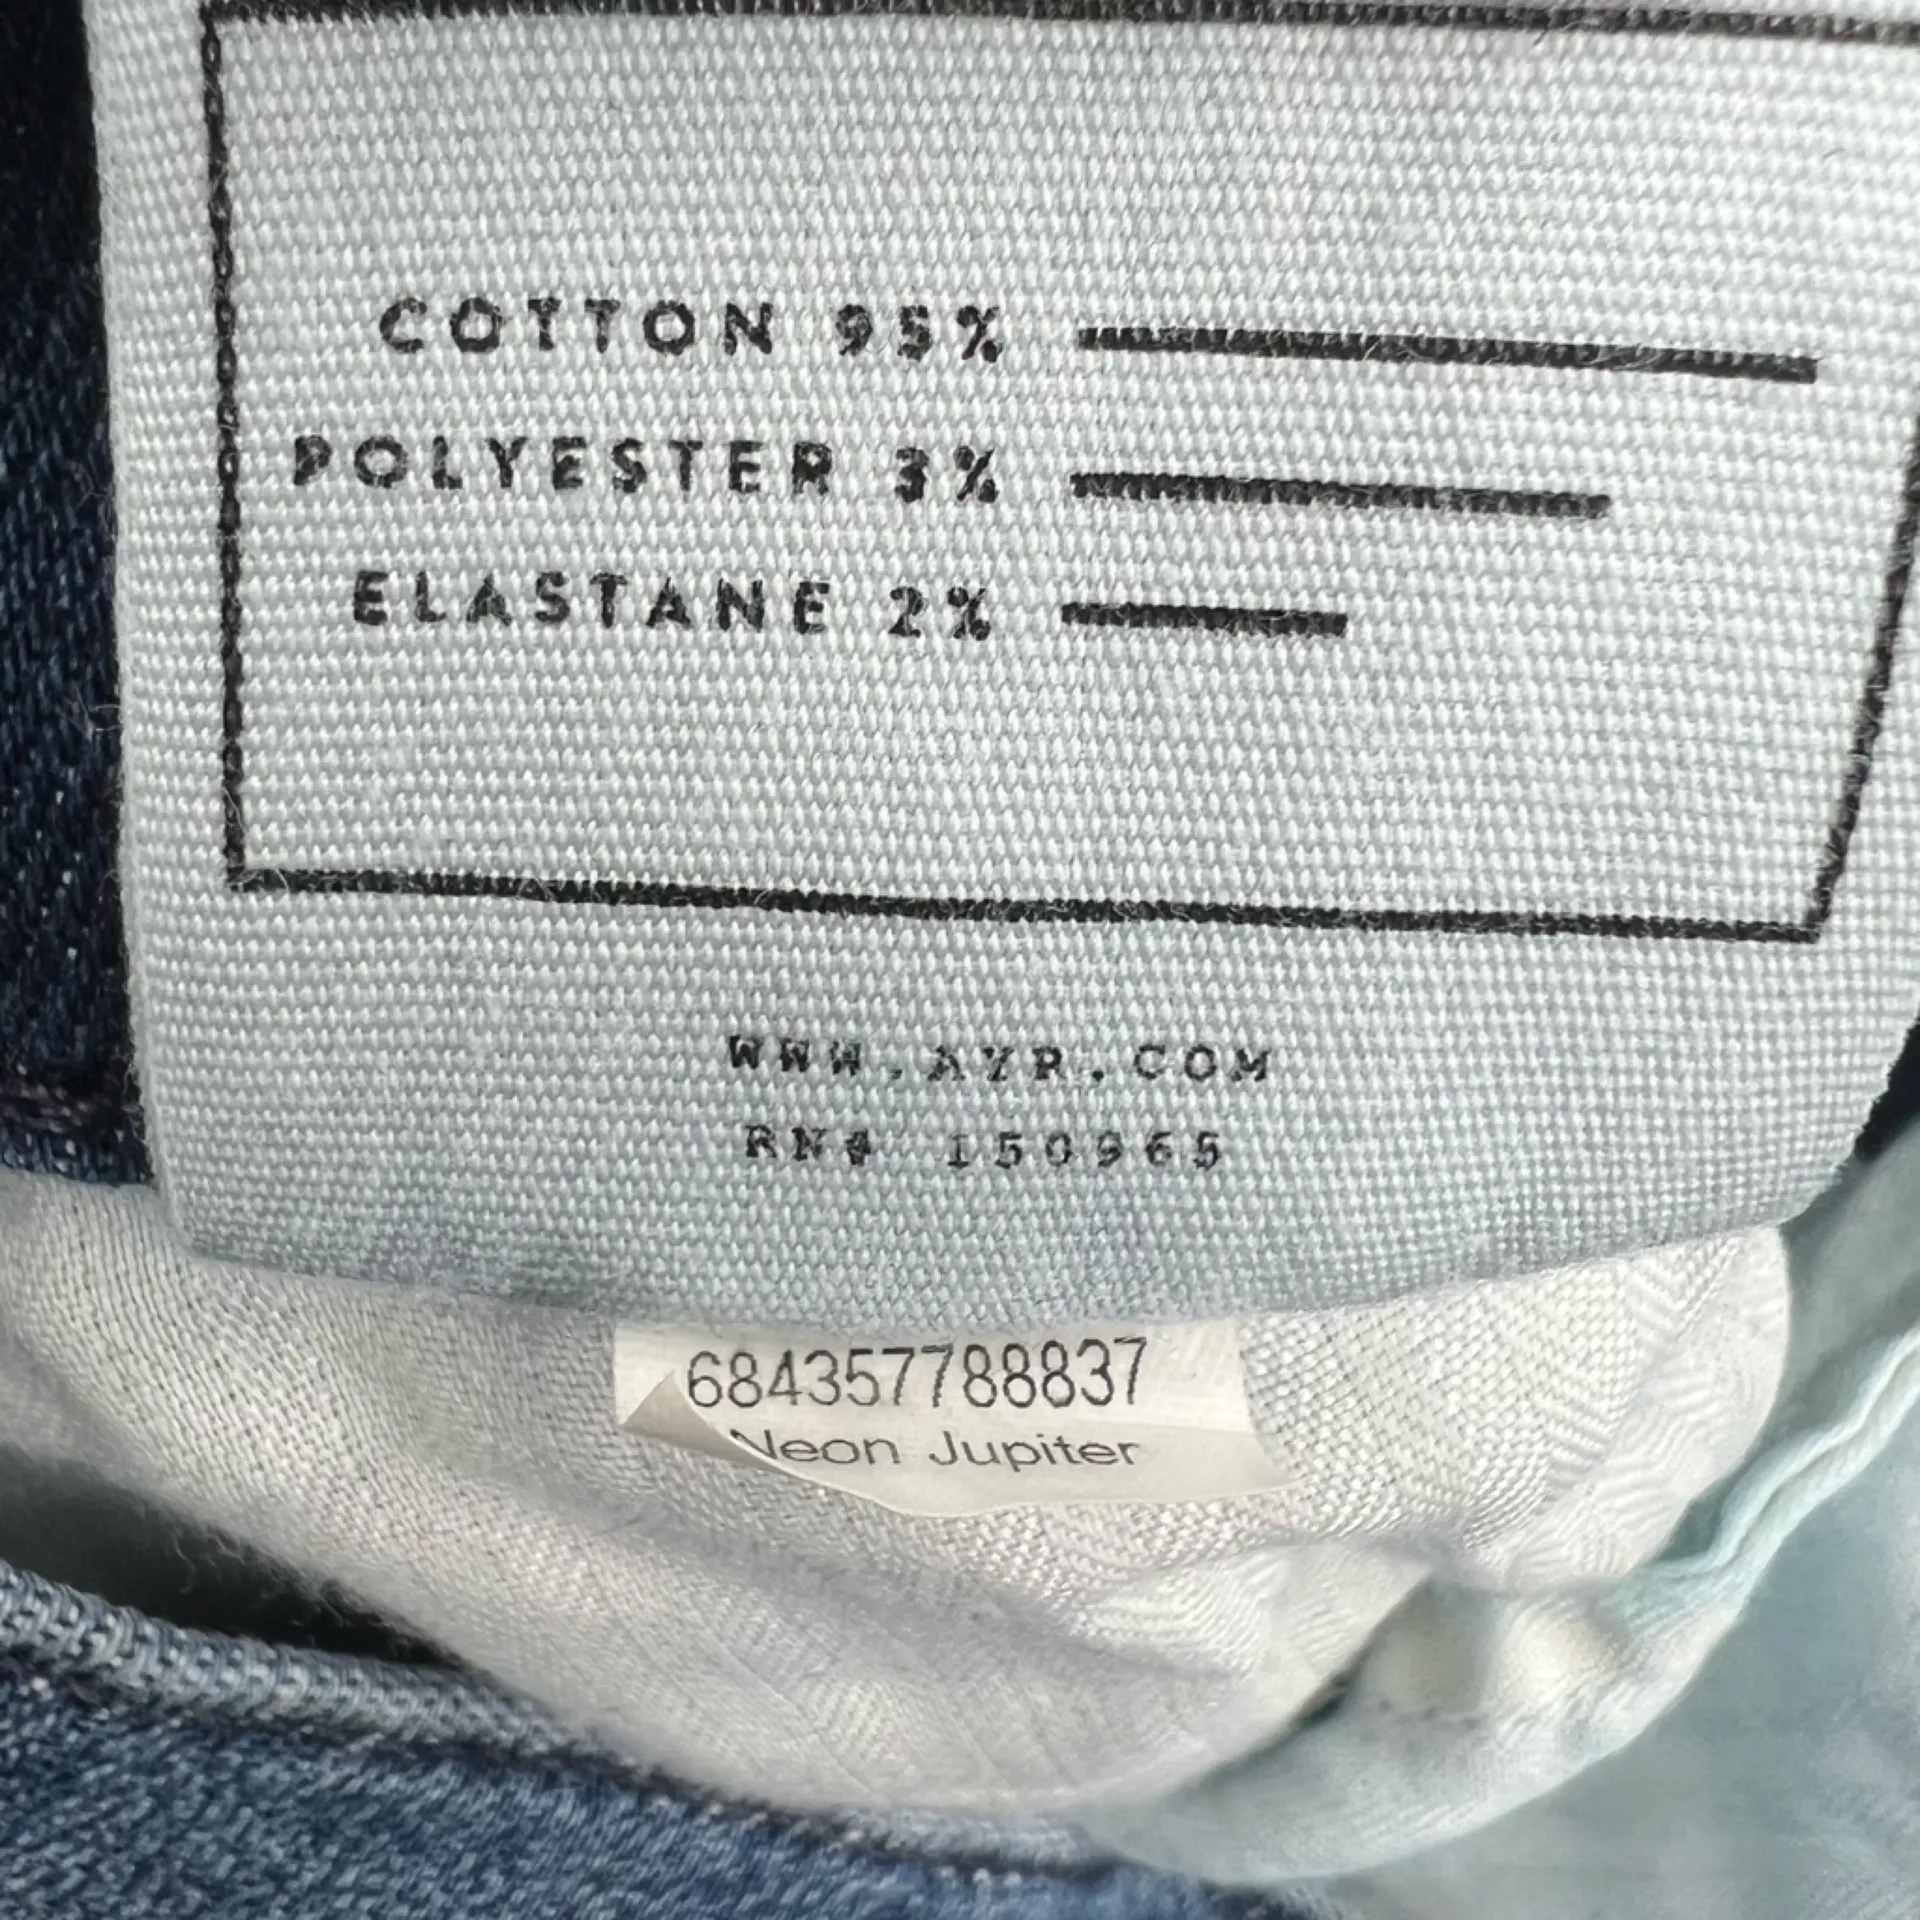 COTTON 95%
POLYESTER 3%
ELASTANE 2%
WWW.AYR.COM
RN# 150965
684357788837
Neon Jupiter